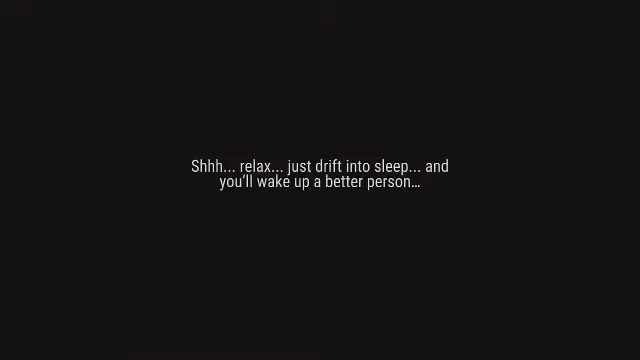 Shhh... relax... just drift into sleep... and
you’ll wake up a better person…